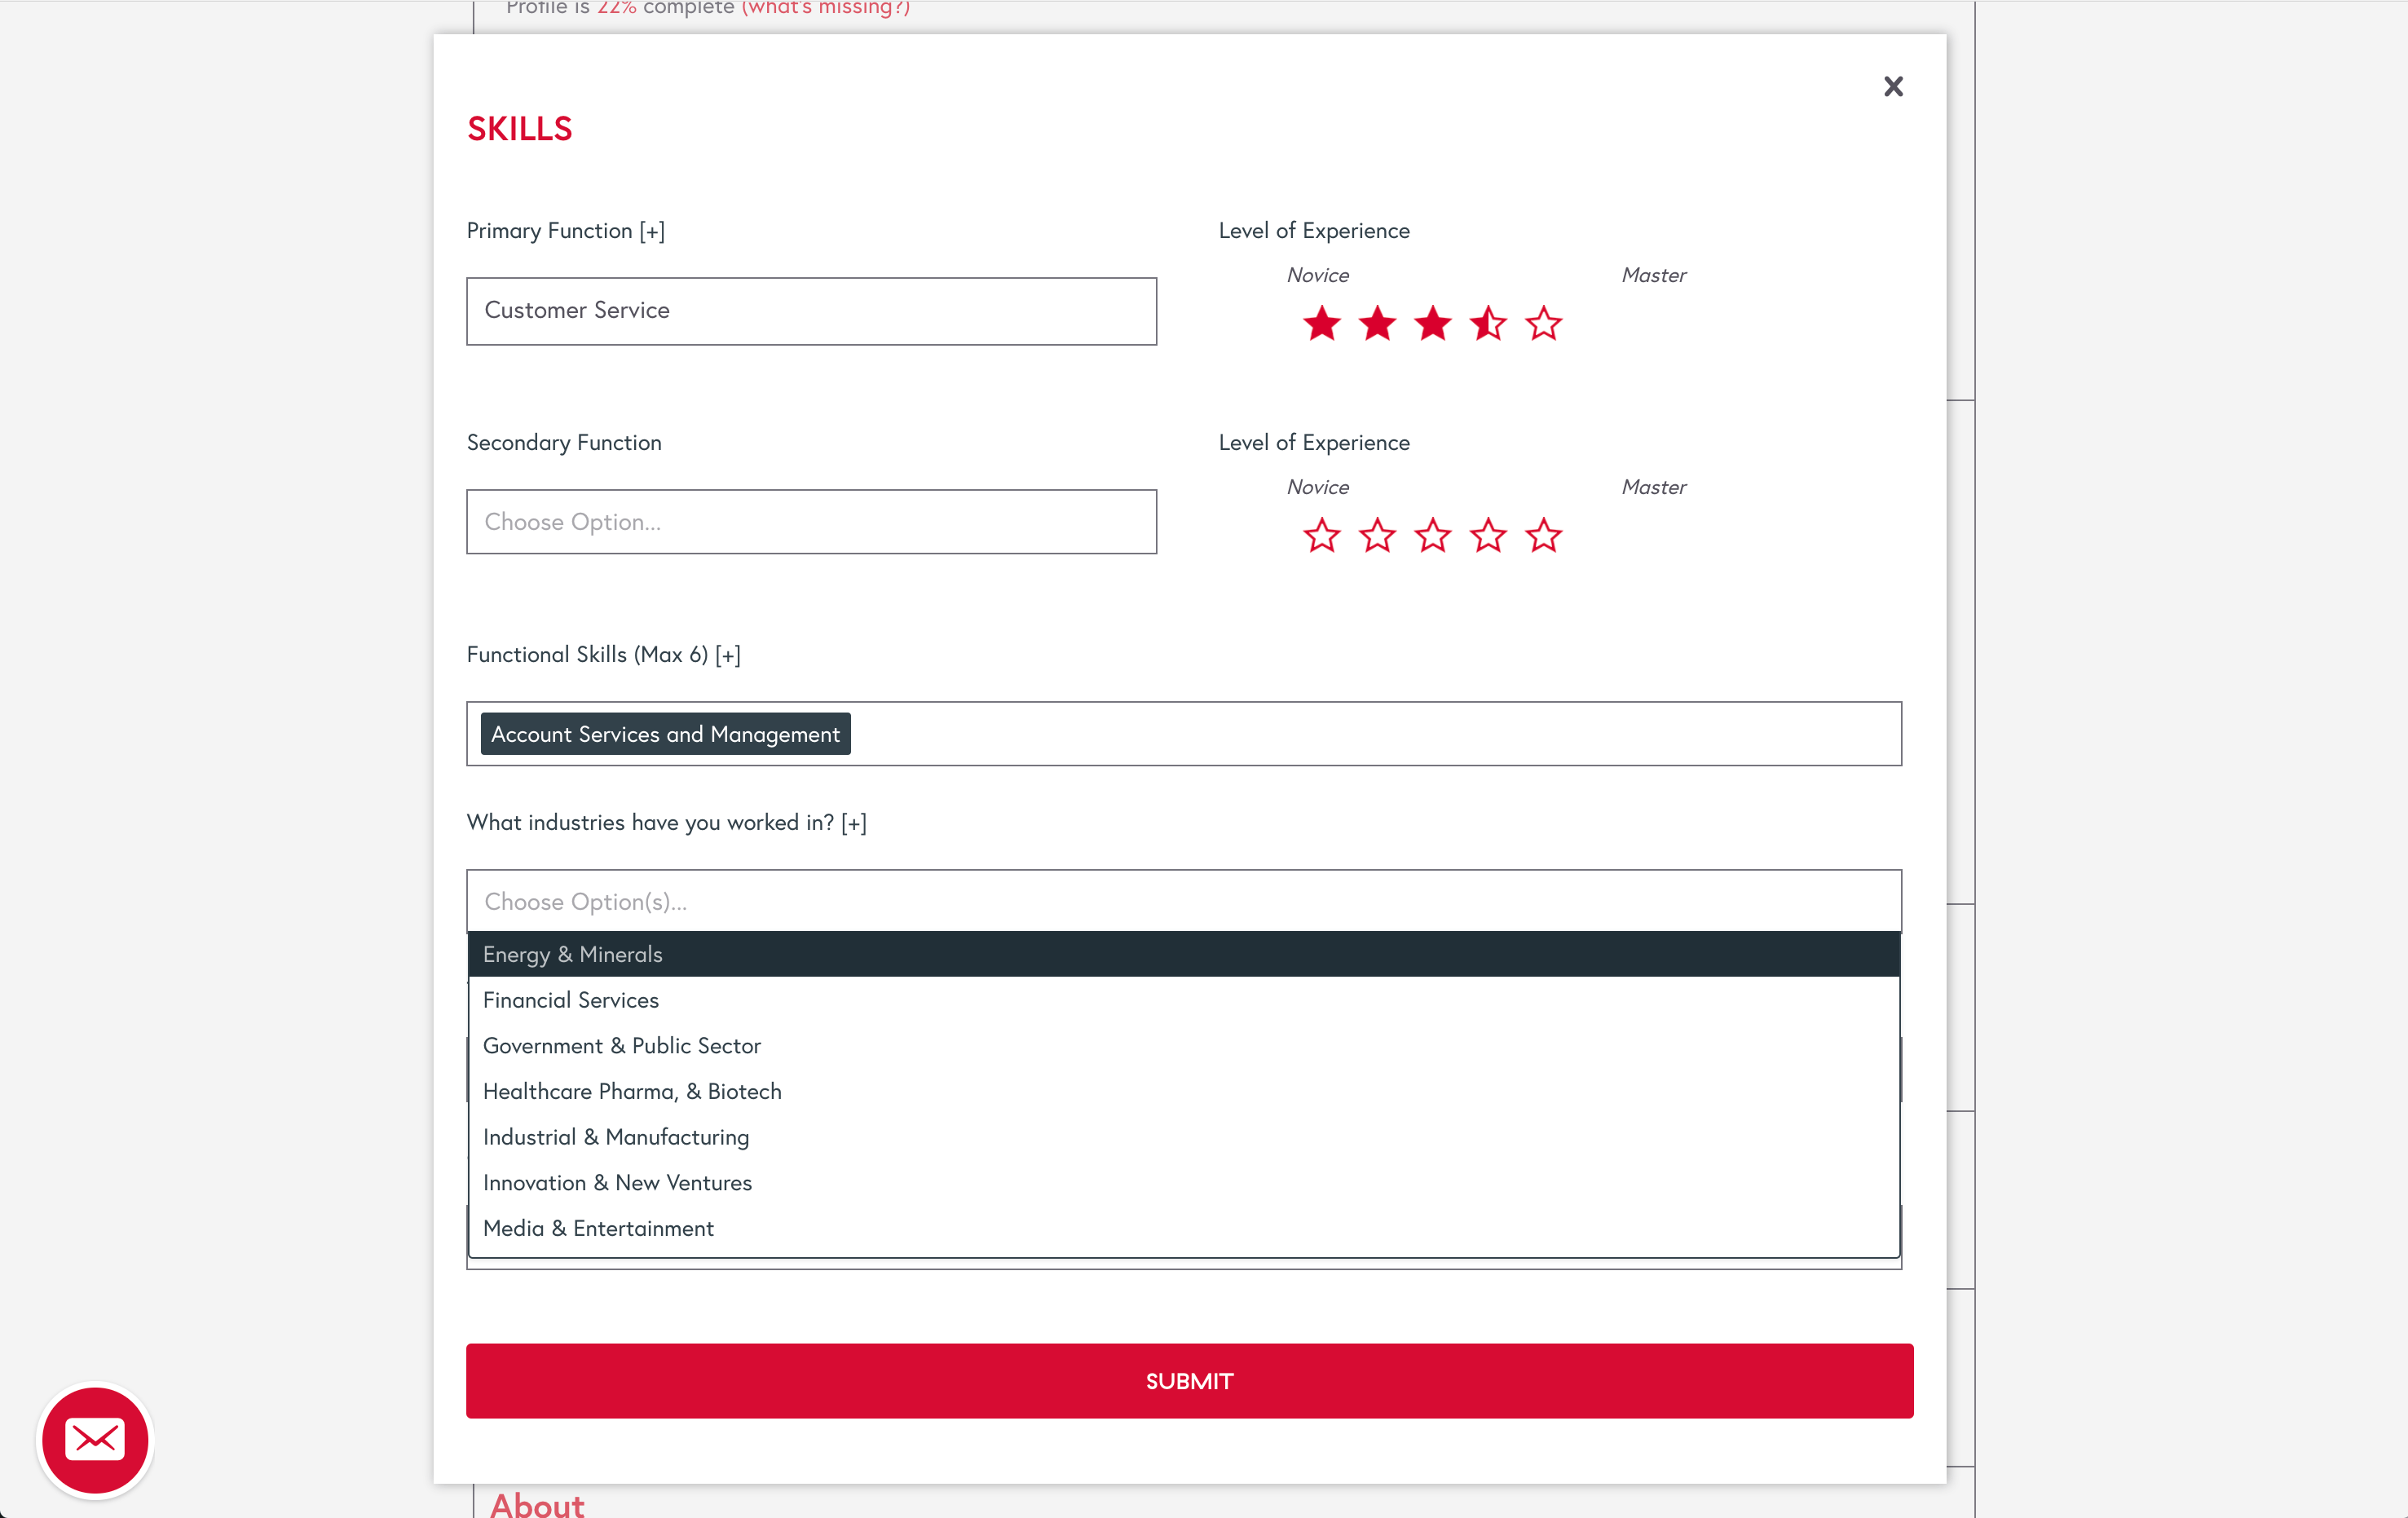 Profile is 22% complete (what's missing?)
SKILLS
Primary Function [+]
Level of Experience
Novice Master
Customer Service
Secondary Function
Level of Experience
Novice Master
Choose Option...
Functional Skills (Max 6) [+]
Account Services and Management
What industries have you worked in? [+]
Choose Option(s)...
Energy & Minerals
Financial Services
Government & Public Sector
Healthcare Pharma, & Biotech
Industrial & Manufacturing
Innovation & New Ventures
Media & Entertainment
SUBMIT
About